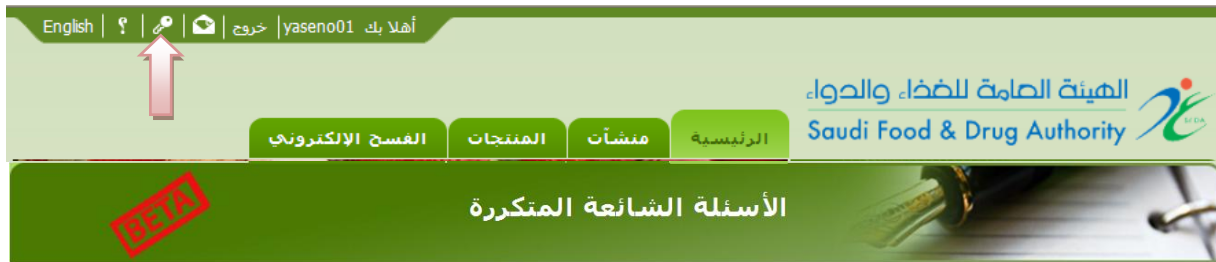 أهلا بك yaseno01 | خروج | | | ؟ | English
الهيئة العامة للغذاء والدواء
Saudi Food & Drug Authority
SFDA
الرئيسية منشآت المنتجات الفسح الإلكتروني
الأسئلة الشائعة المتكررة
BETA